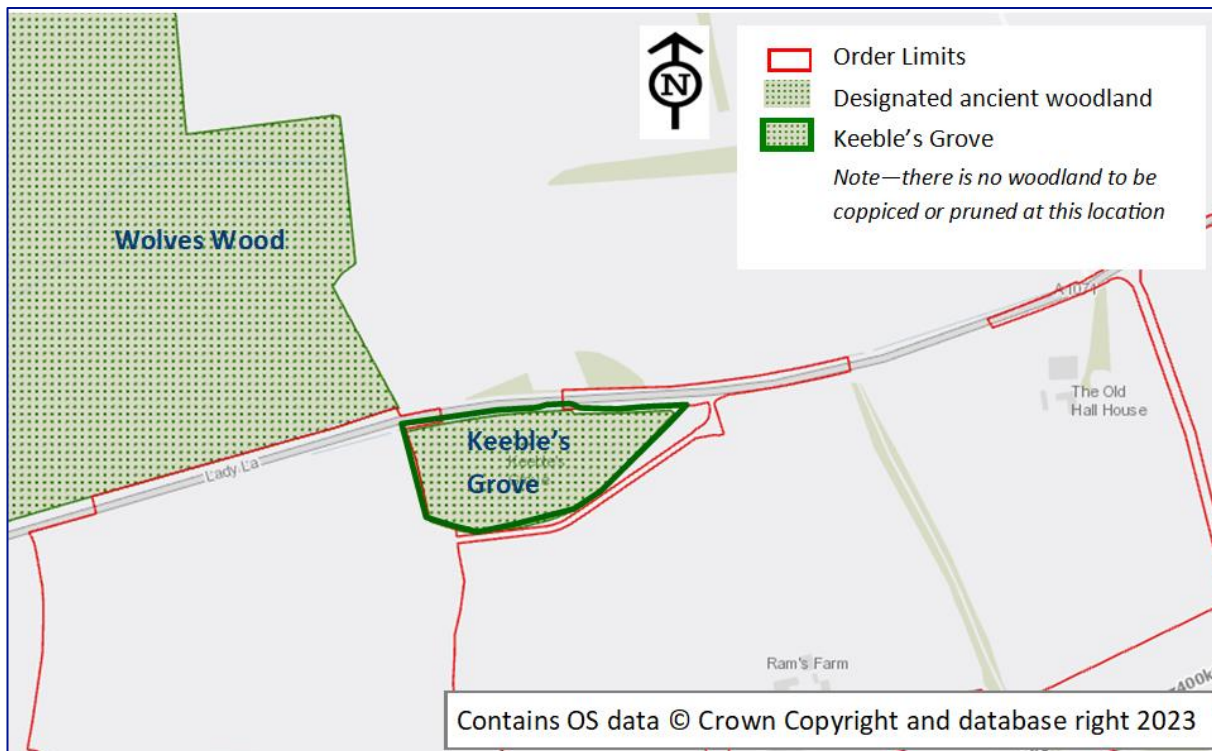 N
Order Limits
Designated ancient woodland
Keeble's Grove
Note—there is no woodland to be
coppiced or pruned at this location
Wolves Wood
A1071
The Old
Hall House
Keeble's
Grove
Keeble's
Lady La
Ram's Farm
400k
Contains OS data © Crown Copyright and database right 2023